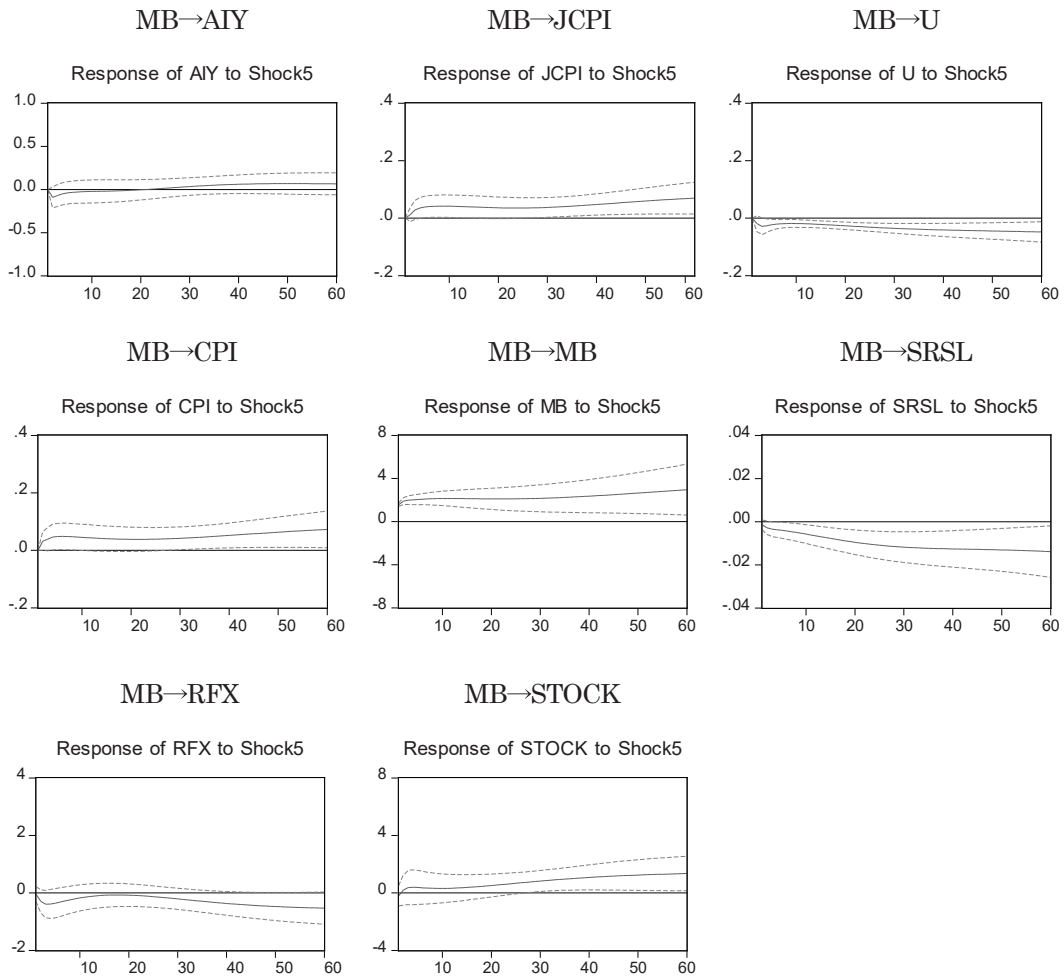 MB→AIY
MB→JCPI
MB→U
Response of AIY to Shock5
Response of JCPI to Shock5
Response of U to Shock5
1.0
0.5
0.0
-0.5
-1.0
10 20 30 40 50 60
.4
.2
.0
-.2
10 20 30 40 50 60
.4
.2
.0
-.2
10 20 30 40 50 60
MB→CPI
MB→MB
MB→SRSL
Response of CPI to Shock5
Response of MB to Shock5
Response of SRSL to Shock5
.4
.2
.0
-.2
10 20 30 40 50 60
8
4
0
-4
-8
10 20 30 40 50 60
.04
.02
.00
-.02
-.04
10 20 30 40 50 60
MB→RFX
MB→STOCK
Response of RFX to Shock5
Response of STOCK to Shock5
4
2
0
-2
10 20 30 40 50 60
8
4
0
-4
10 20 30 40 50 60